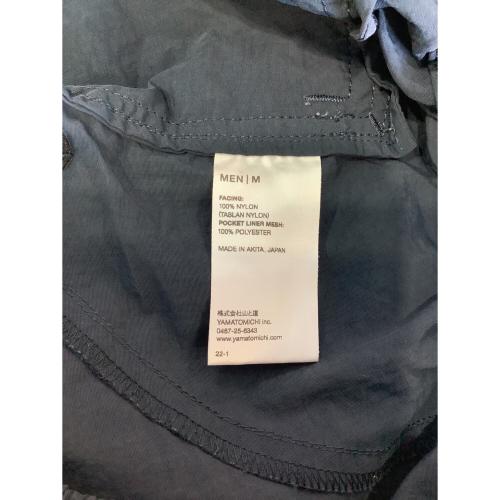 MEN | M
FACING:
100% NYLON
(TASLAN NYLON)
POCKET LINER MESH:
100% POLYESTER
MADE IN AKITA, JAPAN
株式会社山と道
YAMATOMICHI inc.
0467-25-6343
www.yamatomichi.com
22-1